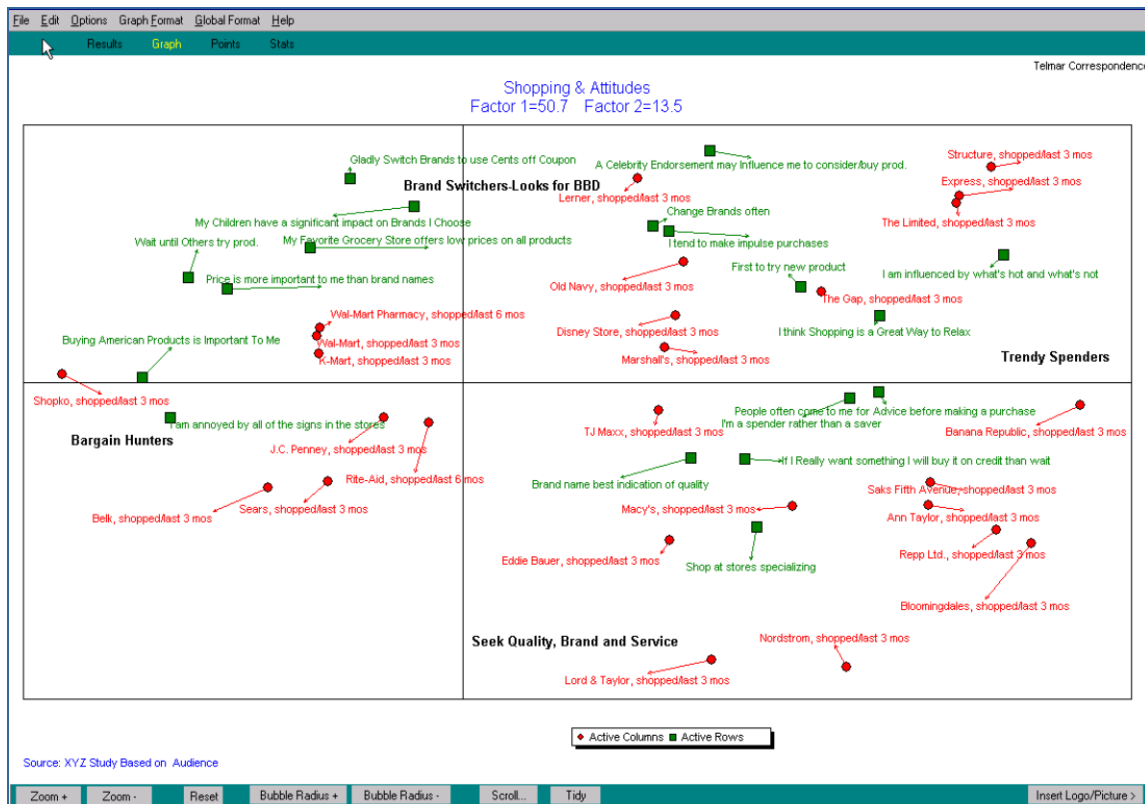 File Edit Options Graph Format Global Format Help
Results Graph Points Stats
Telmar Correspondence
Shopping & Attitudes
Factor 1=50.7 Factor 2=13.5
Gladly Switch Brands to use Cents off Coupon
A Celebrity Endorsement may Influence me to consider/buy prod.
Structure, shopped/last 3 mos
Brand Switchers-Looks for BBD
Express, shopped/last 3 mos
Lerner, shopped/last 3 mos
My Children have a significant impact on Brands I Choose
Change Brands often
The Limited, shopped/last 3 mos
Wait until Others try prod.
My Favorite Grocery Store offers low prices on all products
I tend to make impulse purchases
First to try new product
I am influenced by what's hot and what's not
Price is more important to me than brand names
Old Navy, shopped/last 3 mos
The Gap, shopped/last 3 mos
Wal-Mart Pharmacy, shopped/last 6 mos
Disney Store, shopped/last 3 mos
I think Shopping is a Great Way to Relax
Buying American Products is Important To Me
Wal-Mart, shopped/last 3 mos
K-Mart, shopped/last 3 mos
Marshall's, shopped/last 3 mos
Trendy Spenders
Shopko, shopped/last 3 mos
People often come to me for Advice before making a purchase
I am annoyed by all of the signs in the stores
I'm a spender rather than a saver
TJ Maxx, shopped/last 3 mos
Banana Republic, shopped/last 3 mos
Bargain Hunters
J.C. Penney, shopped/last 3 mos
If I Really want something I will buy it on credit than wait
Rite-Aid, shopped/last 6 mos
Brand name best indication of quality
Saks Fifth Avenue, shopped/last 3 mos
Sears, shopped/last 3 mos
Macy's, shopped/last 3 mos
Belk, shopped/last 3 mos
Ann Taylor, shopped/last 3 mos
Eddie Bauer, shopped/last 3 mos
Repp Ltd., shopped/last 3 mos
Shop at stores specializing
Bloomingdales, shopped/last 3 mos
Seek Quality, Brand and Service
Nordstrom, shopped/last 3 mos
Lord & Taylor, shopped/last 3 mos
Active Columns Active Rows
Source: XYZ Study Based on Audience
Zoom + Zoom - Reset Bubble Radius + Bubble Radius - Scroll... Tidy Insert Logo/Picture >